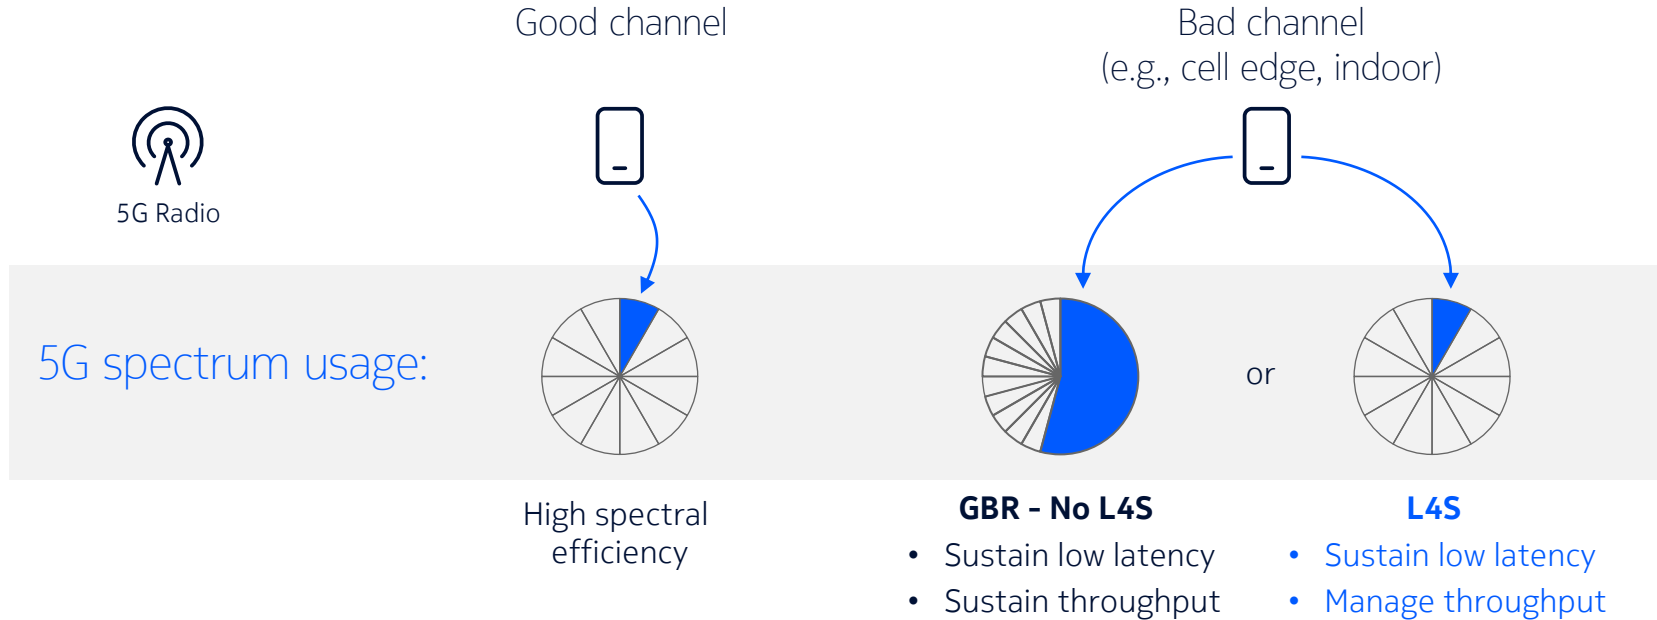 Good channel
Bad channel
(e.g., cell edge, indoor)
5G Radio
5G spectrum usage:
or
High spectral
efficiency
GBR - No L4S
• Sustain low latency
• Sustain throughput
L4S
• Sustain low latency
• Manage throughput